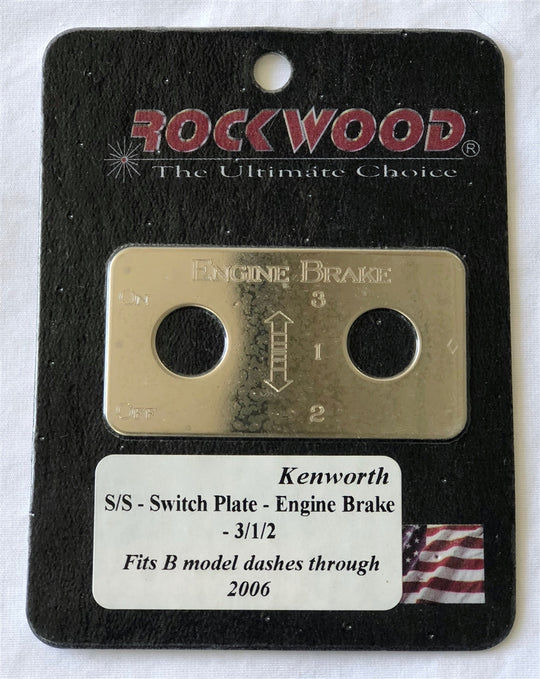 ROCKWOOD®
The Ultimate Choice
ENGINE BRAKE
ON 3
1
OFF 2
Kenworth
S/S - Switch Plate - Engine Brake
- 3/1/2
Fits B model dashes through
2006